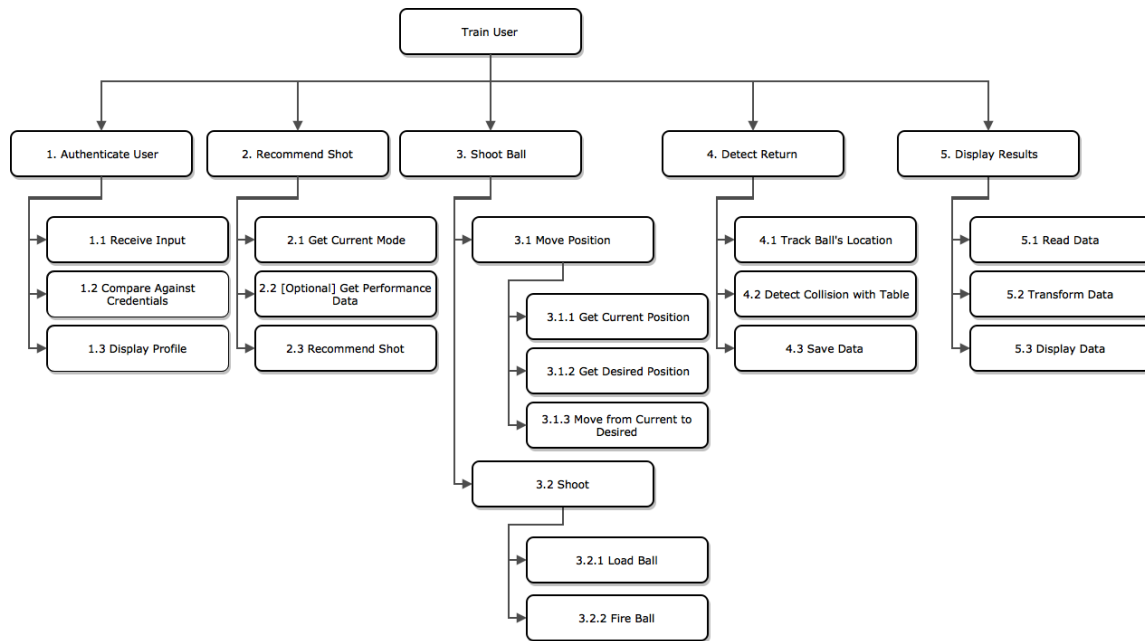 Train User
1. Authenticate User
2. Recommend Shot
3. Shoot Ball
4. Detect Return
5. Display Results
1.1 Receive Input
1.2 Compare Against
Credentials
1.3 Display Profile
2.1 Get Current Mode
2.2 [Optional] Get Performance
Data
2.3 Recommend Shot
3.1 Move Position
3.1.1 Get Current Position
3.1.2 Get Desired Position
3.1.3 Move from Current to
Desired
3.2 Shoot
3.2.1 Load Ball
3.2.2 Fire Ball
4.1 Track Ball's Location
4.2 Detect Collision with Table
4.3 Save Data
5.1 Read Data
5.2 Transform Data
5.3 Display Data